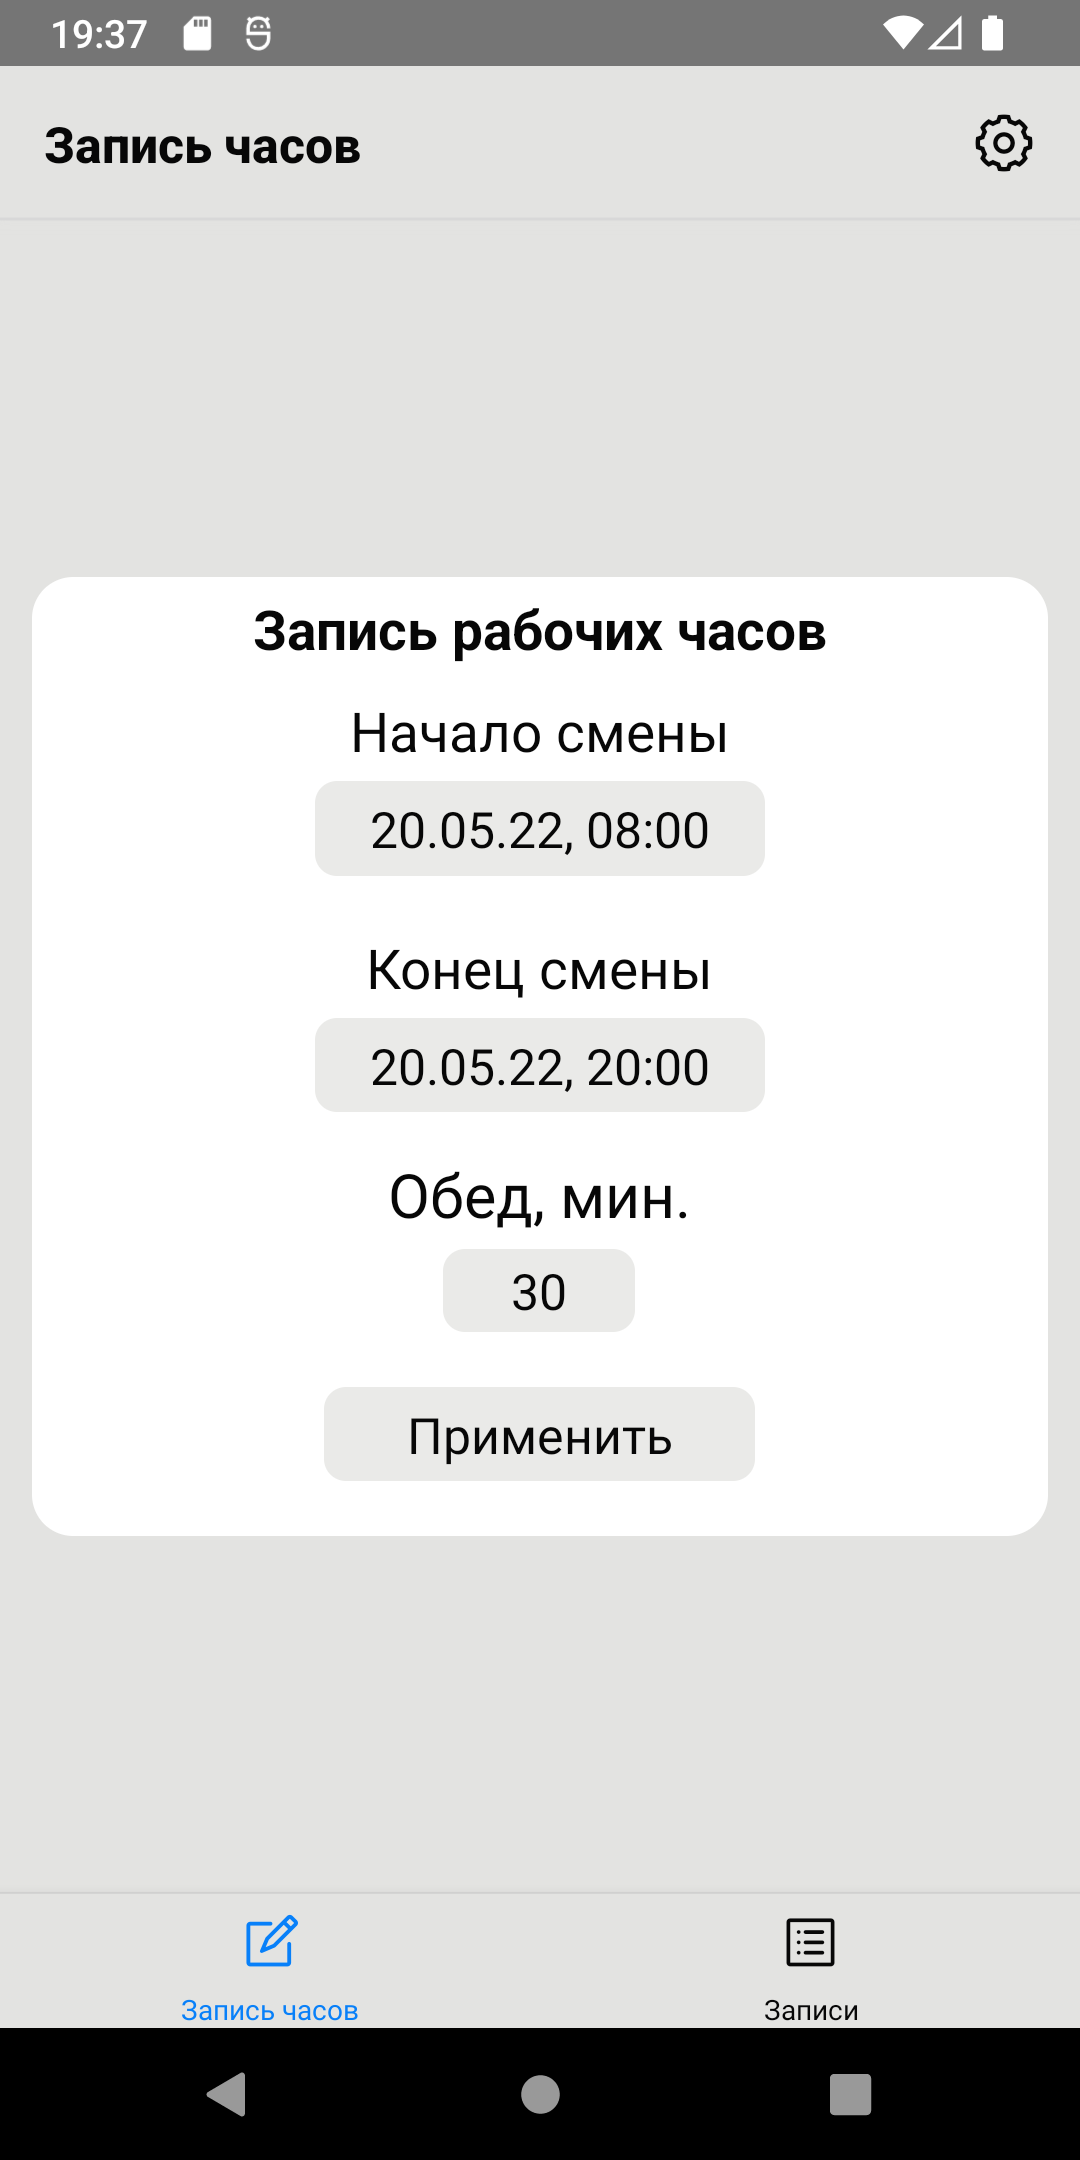 19:37
Запись часов
Запись рабочих часов
Начало смены
20.05.22, 08:00
Конец смены
20.05.22, 20:00
Обед, мин.
30
Применить
Запись часов
Записи